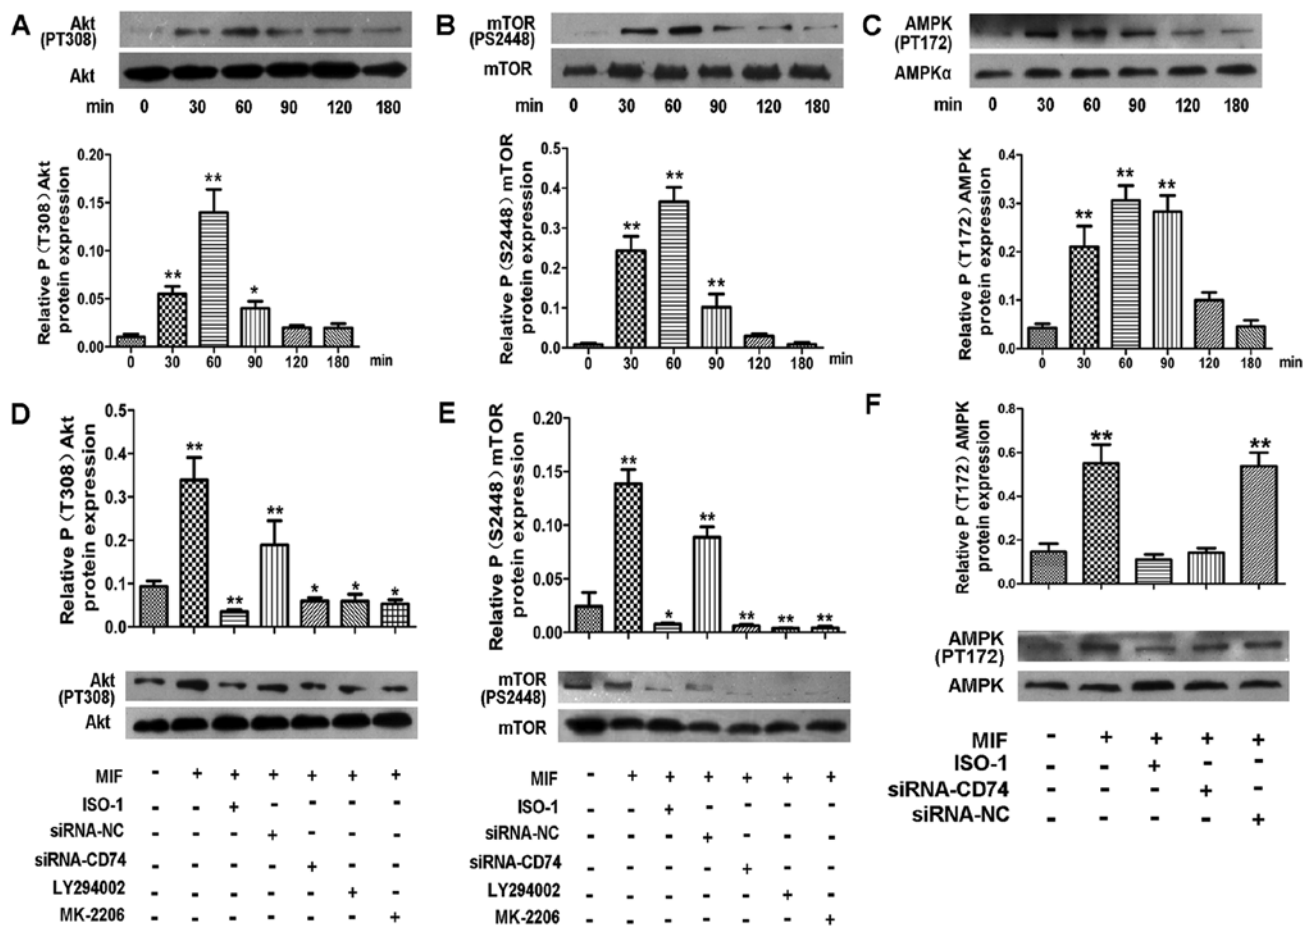 A
Akt
(PT308)
Akt
min 0 30 60 90 120 180
Relative P (T308) Akt
protein expression
0.20
0.15
0.10
0.05
0.00
** ** *
0 30 60 90 120 180 min
B
mTOR
(PS2448)
mTOR
min 0 30 60 90 120 180
Relative P (S2448) mTOR
protein expression
0.5
0.4
0.3
0.2
0.1
0.0
** ** **
0 30 60 90 120 180 min
C
AMPK
(PT172)
AMPKα
min 0 30 60 90 120 180
Relative P (T172) AMPK
protein expression
0.4
0.3
0.2
0.1
0.0
** ** **
0 30 60 90 120 180 min
D
Relative P (T308) Akt
protein expression
0.5
0.4
0.3
0.2
0.1
0.0
** ** ** * * *
Akt
(PT308)
Akt
MIF - + + + + + +
ISO-1 - - + - - - -
siRNA-NC - - - + - - -
siRNA-CD74 - - - - + - -
LY294002 - - - - - + -
MK-2206 - - - - - - +
E
Relative P (S2448) mTOR
protein expression
0.20
0.15
0.10
0.05
0.00
** * ** ** ** **
mTOR
(PS2448)
mTOR
MIF - + + + + + +
ISO-1 - - + - - - -
siRNA-NC - - - + - - -
siRNA-CD74 - - - - + - -
LY294002 - - - - - + -
MK-2206 - - - - - - +
F
Relative P (T172) AMPK
protein expression
0.8
0.6
0.4
0.2
0.0
** **
AMPK
(PT172)
AMPK
MIF - + + + +
ISO-1 - - + - -
siRNA-CD74 - - - + -
siRNA-NC - - - - +